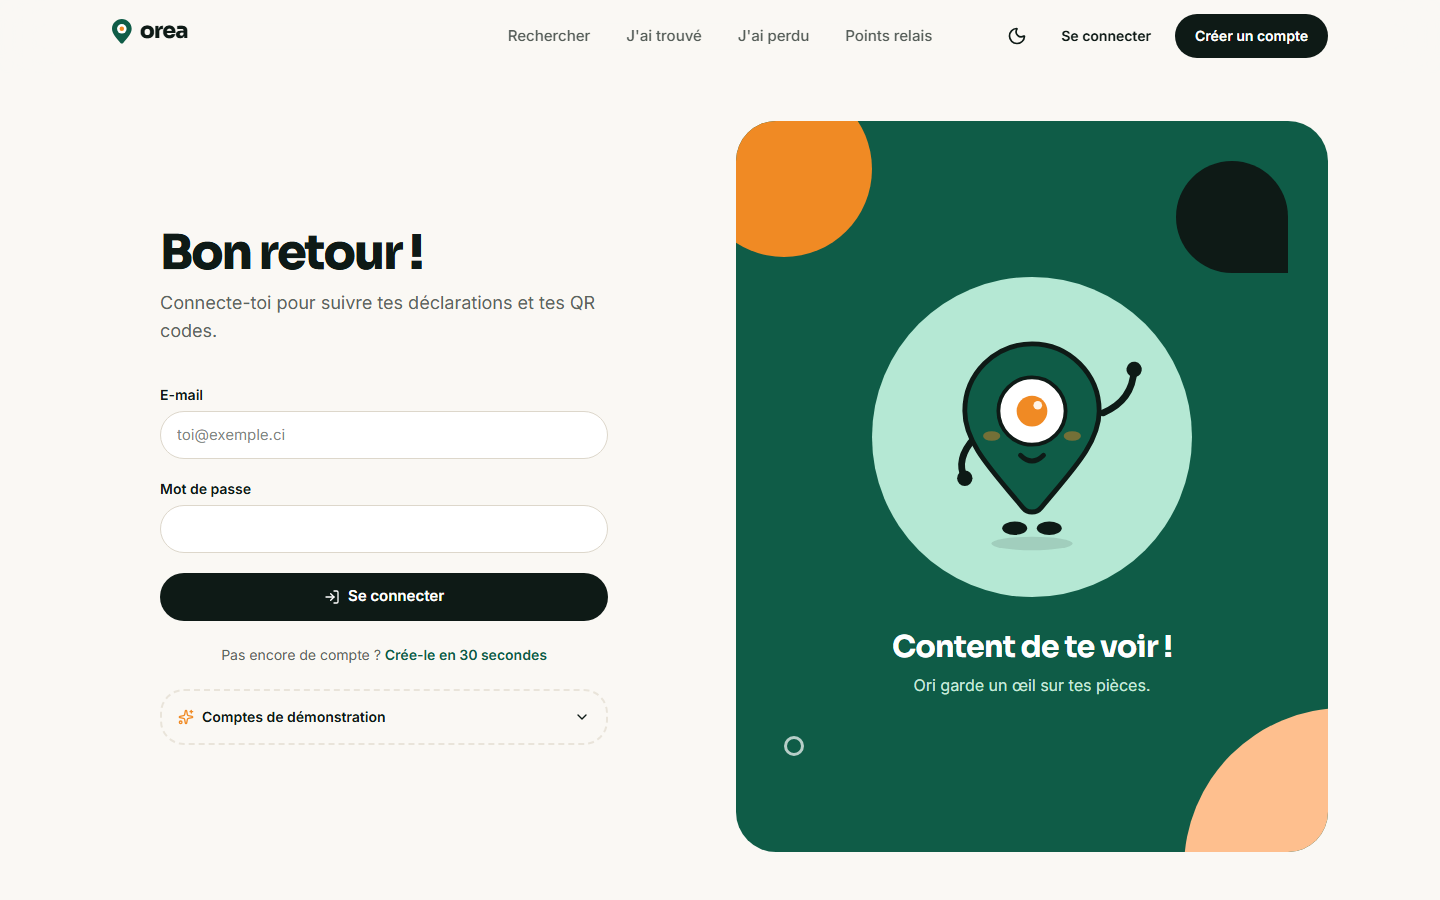 orea
Rechercher
J'ai trouvé
J'ai perdu
Points relais
Se connecter
Créer un compte
Bon retour !
Connecte-toi pour suivre tes déclarations et tes QR
codes.
E-mail
toi@exemple.ci
Mot de passe
Se connecter
Pas encore de compte ? Crée-le en 30 secondes
Comptes de démonstration
Content de te voir !
Ori garde un œil sur tes pièces.